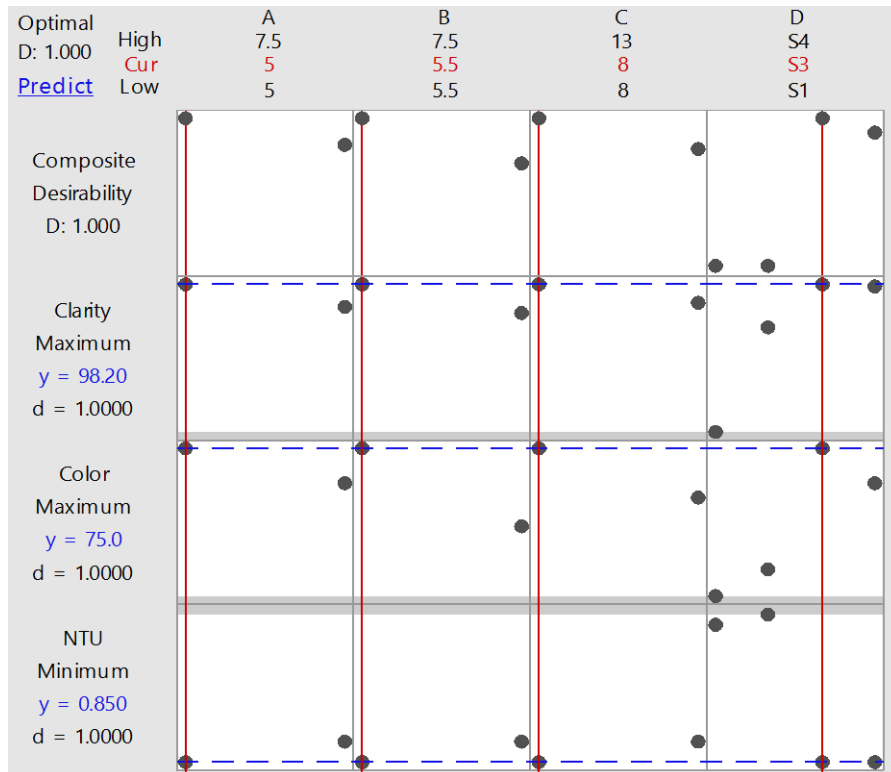 Optimal
D: 1.000
Predict
High
Cur
Low
A
7.5
5
5
B
7.5
5.5
5.5
C
13
8
8
D
S4
S3
S1
Composite
Desirability
D: 1.000
Clarity
Maximum
y = 98.20
d = 1.0000
Color
Maximum
y = 75.0
d = 1.0000
NTU
Minimum
y = 0.850
d = 1.0000